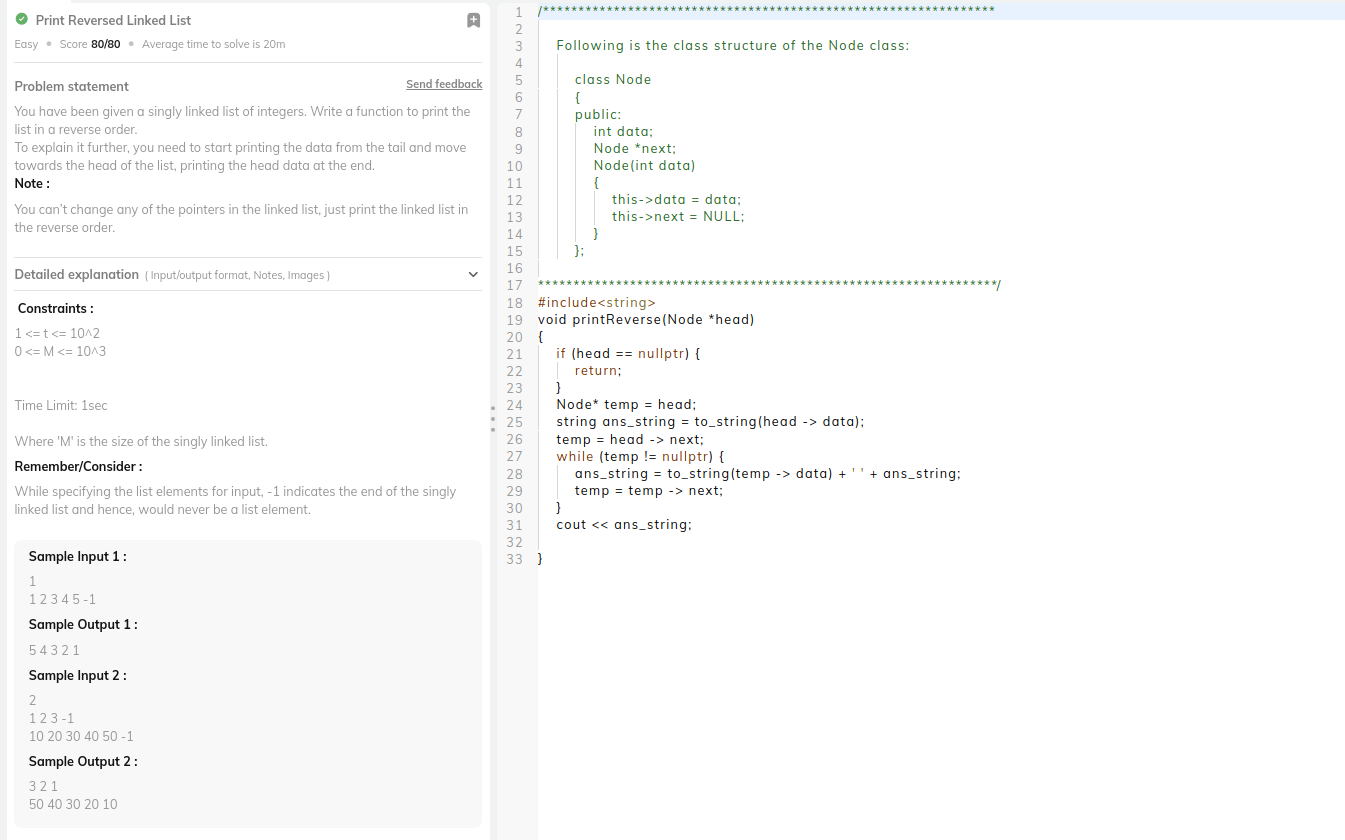 Print Reversed Linked List
Easy • Score 80/80 • Average time to solve is 20m
Problem statement
Send feedback
You have been given a singly linked list of integers. Write a function to print the
list in a reverse order.
To explain it further, you need to start printing the data from the tail and move
towards the head of the list, printing the head data at the end.
Note :
You can't change any of the pointers in the linked list, just print the linked list in
the reverse order.
Detailed explanation ( Input/output format, Notes, Images )
Constraints :
1 <= t <= 10^2
0 <= M <= 10^3
Time Limit: 1sec
Where 'M' is the size of the singly linked list.
Remember/Consider :
While specifying the list elements for input, -1 indicates the end of the singly
linked list and hence, would never be a list element.
Sample Input 1 :
1
1 2 3 4 5 -1
Sample Output 1 :
5 4 3 2 1
Sample Input 2 :
2
1 2 3 -1
10 20 30 40 50 -1
Sample Output 2 :
3 2 1
50 40 30 20 10
1 /****************************************************************
2
3 Following is the class structure of the Node class:
4
5 class Node
6 {
7 public:
8 int data;
9 Node *next;
10 Node(int data)
11 {
12 this->data = data;
13 this->next = NULL;
14 }
15 };
16
17 *****************************************************************/
18 #include<string>
19 void printReverse(Node *head)
20 {
21 if (head == nullptr) {
22 return;
23 }
24 Node* temp = head;
25 string ans_string = to_string(head -> data);
26 temp = head -> next;
27 while (temp != nullptr) {
28 ans_string = to_string(temp -> data) + ' ' + ans_string;
29 temp = temp -> next;
30 }
31 cout << ans_string;
32
33 }